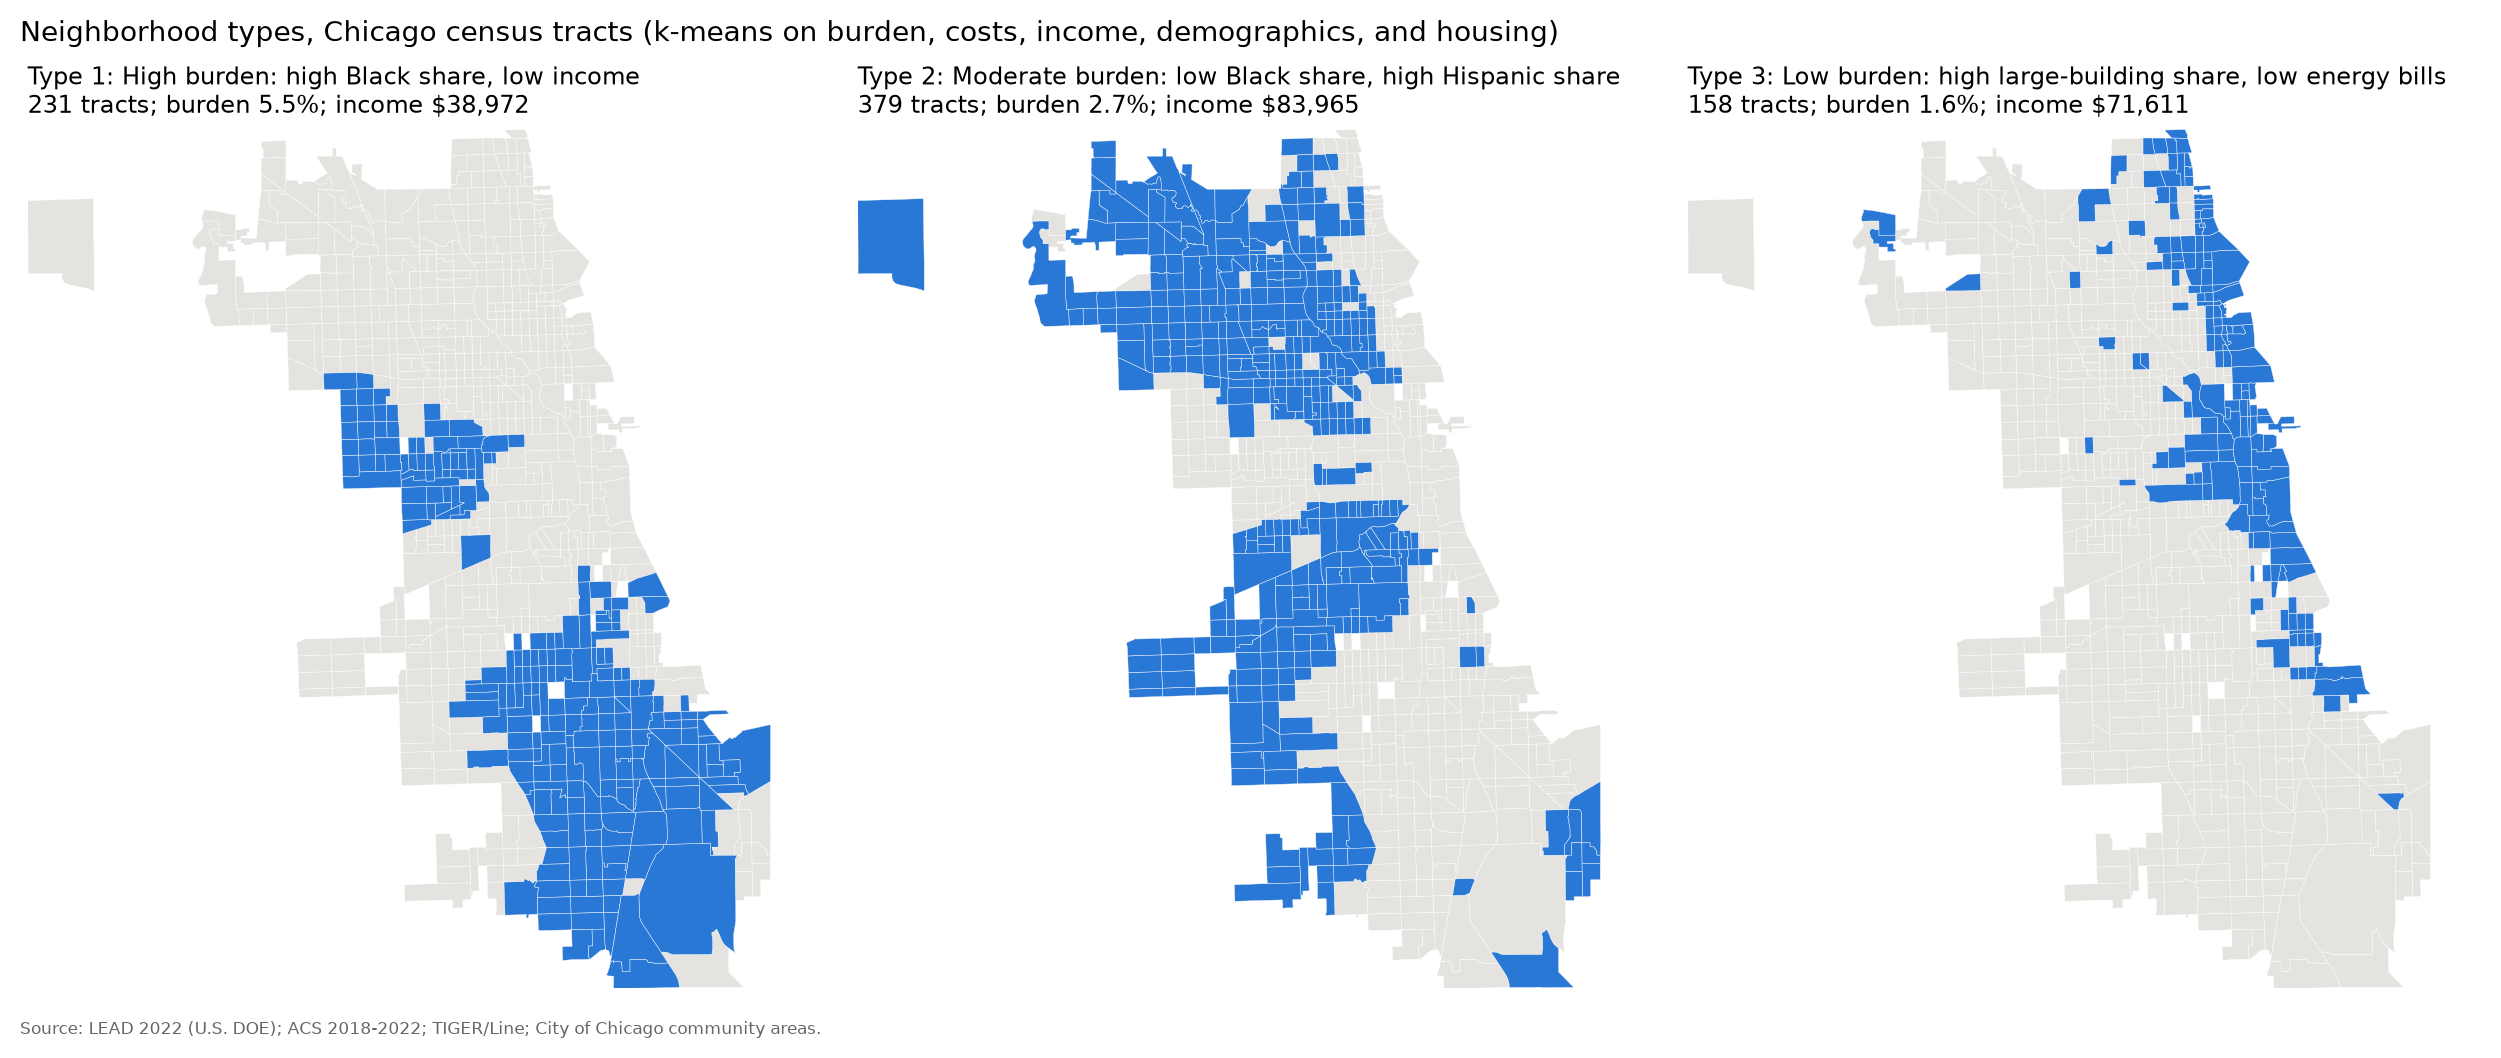 Neighborhood types, Chicago census tracts (k-means on burden, costs, income, demographics, and housing)
Type 1: High burden: high Black share, low income
231 tracts; burden 5.5%; income $38,972
Type 2: Moderate burden: low Black share, high Hispanic share
379 tracts; burden 2.7%; income $83,965
Type 3: Low burden: high large-building share, low energy bills
158 tracts; burden 1.6%; income $71,611
Source: LEAD 2022 (U.S. DOE); ACS 2018-2022; TIGER/Line; City of Chicago community areas.